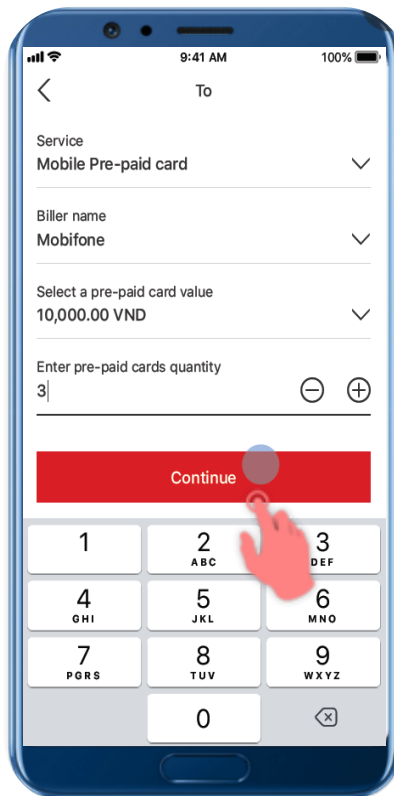 9:41 AM 100%
To
Service
Mobile Pre-paid card
Biller name
Mobifone
Select a pre-paid card value
10,000.00 VND
Enter pre-paid cards quantity
3
Continue
1 2 3
ABC DEF
4 5 6
GHI JKL MNO
7 8 9
PGRS TUV WXYZ
0